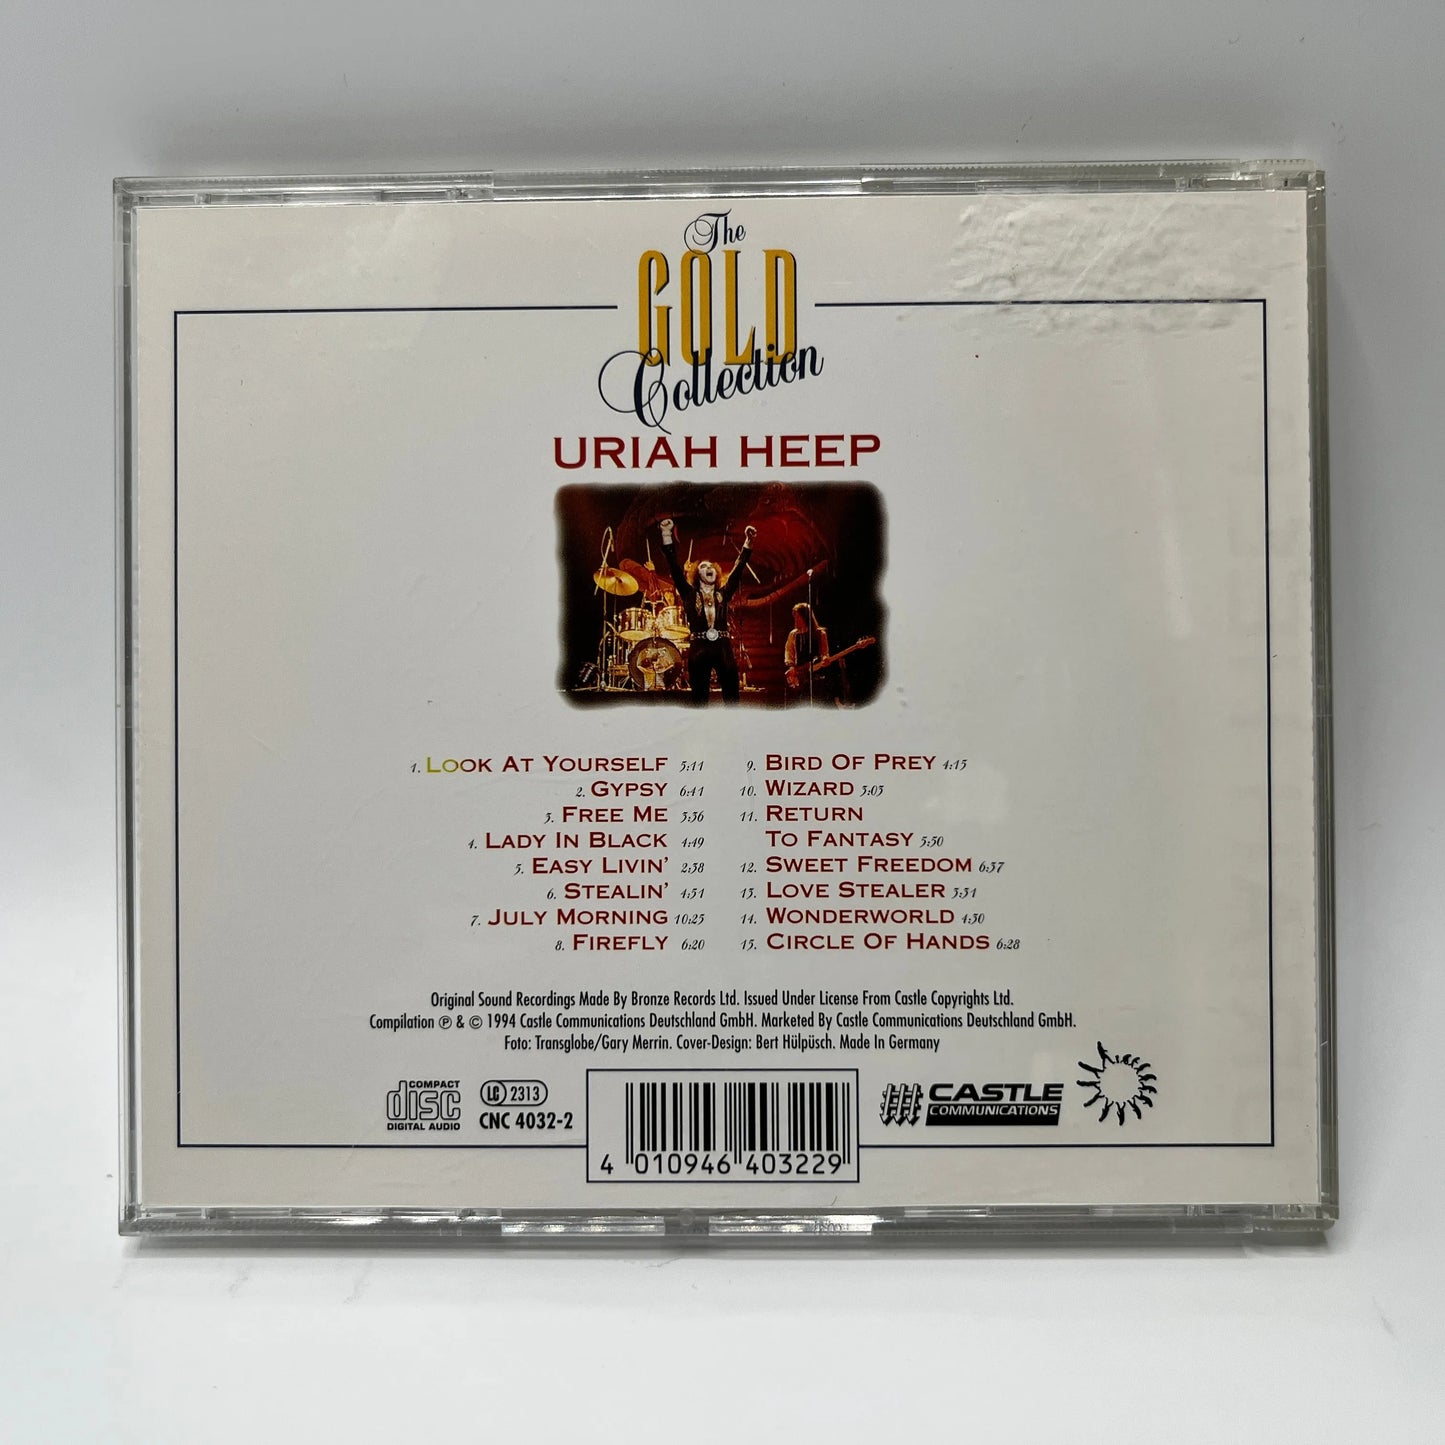 The
GOLD
Collection
URIAH HEEP
1. LOOK AT YOURSELF 5:11
2. GYPSY 6:41
3. FREE ME 3:36
4. LADY IN BLACK 4:49
5. EASY LIVIN' 2:38
6. STEALIN' 4:51
7. JULY MORNING 10:25
8. FIREFLY 6:20
9. BIRD OF PREY 4:15
10. WIZARD 3:03
11. RETURN
TO FANTASY 5:50
12. SWEET FREEDOM 6:37
13. LOVE STEALER 3:31
14. WONDERWORLD 4:30
15. CIRCLE OF HANDS 6:28
Original Sound Recordings Made By Bronze Records Ltd. Issued Under License From Castle Copyrights Ltd.
Compilation ℗ & © 1994 Castle Communications Deutschland GmbH. Marketed By Castle Communications Deutschland GmbH.
Foto: Transglobe/Gary Merrin. Cover-Design: Bert Hülpüsch. Made In Germany
COMPACT
disc
DIGITAL AUDIO
LC 2313
CNC 4032-2
4 010946 403229
CASTLE
COMMUNICATIONS